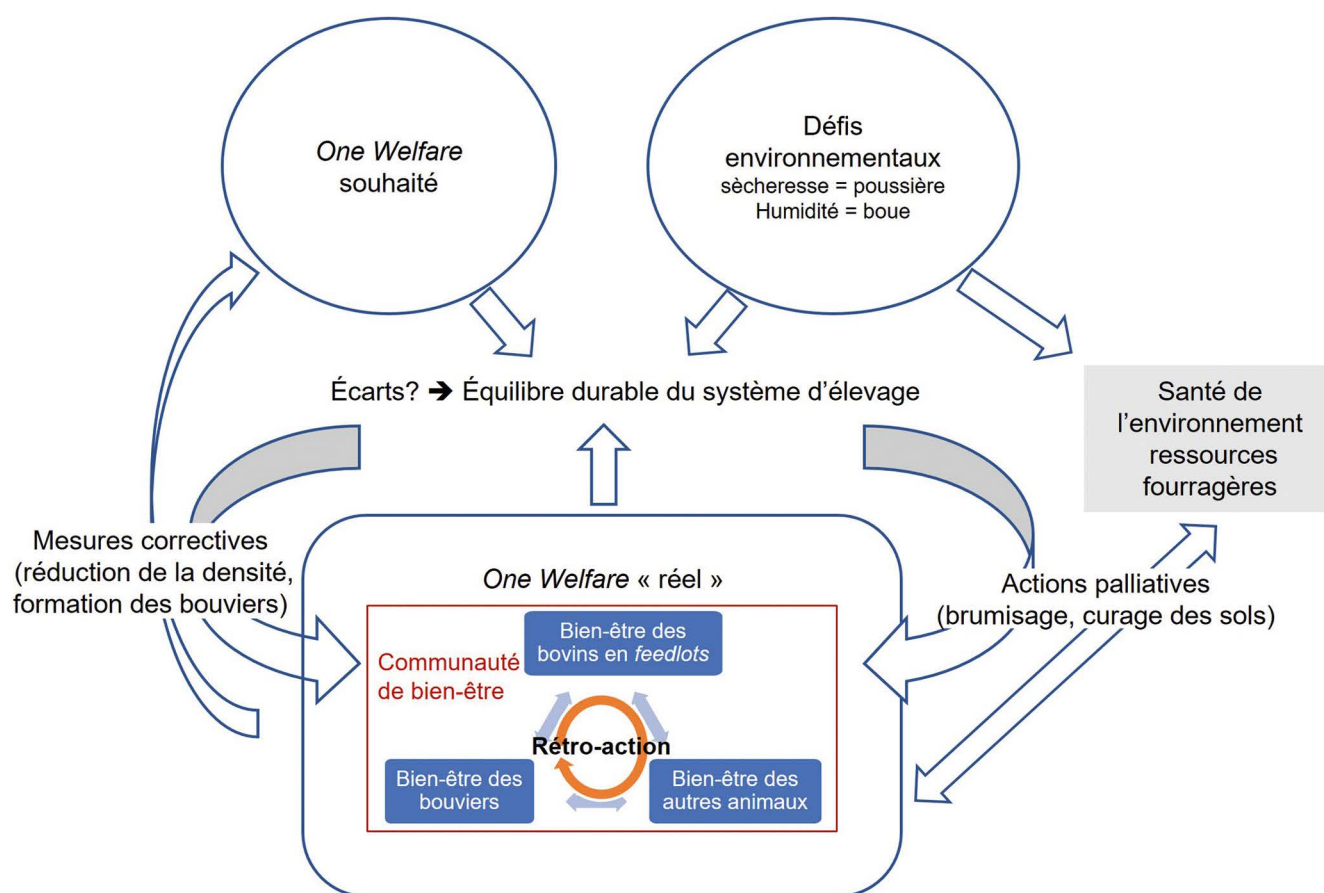 One Welfare
souhaité
Défis
environnementaux
sècheresse = poussière
Humidité = boue
Écarts? ➔ Équilibre durable du système d’élevage
Santé de
l’environnement
ressources
fourragères
Mesures correctives
(réduction de la densité,
formation des bouviers)
One Welfare « réel »
Actions palliatives
(brumisage, curage des sols)
Communauté
de bien-être
Bien-être des
bovins en feedlots
Rétro-action
Bien-être des
bouviers
Bien-être des
autres animaux